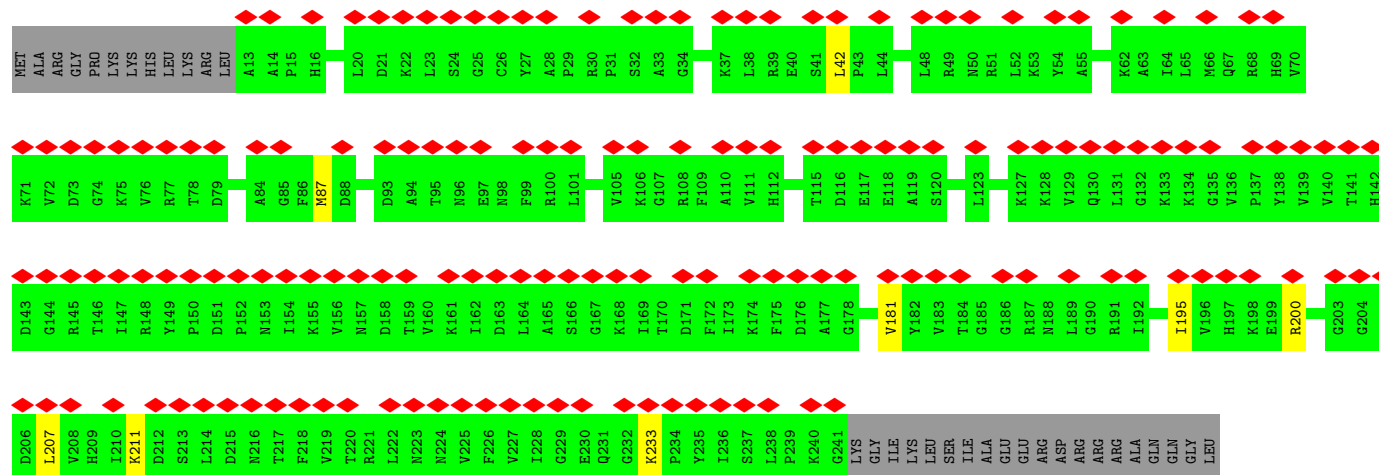 MET ALA ARG GLY PRO LYS LYS HIS LEU LYS ARG LEU A13 A14 P15 H16 L20 D21 K22 L23 S24 G25 C26 Y27 A28 P29 R30 P31 S32 A33 G34 K37 L38 R39 E40 S41 L42 P43 L44 L48 R49 N50 R51 L52 K53 Y54 A55 K62 A63 I64 L65 M66 Q67 R68 H69 V70
K71 V72 D73 G74 K75 V76 R77 T78 D79 A84 G85 F86 M87 D88 D93 A94 T95 N96 E97 N98 F99 R100 L101 V105 K106 G107 R108 F109 A110 V111 H112 T115 D116 E117 E118 A119 S120 L123 K127 K128 V129 Q130 L131 G132 K133 K134 G135 V136 P137 Y138 V139 V140 T141 H142
D143 G144 R145 T146 I147 R148 Y149 P150 D151 P152 N153 I154 K155 V156 N157 D158 T159 V160 K161 I162 D163 L164 A165 S166 G167 K168 I169 T170 D171 F172 I173 K174 F175 D176 A177 G178 V181 Y182 V183 T184 G185 G186 R187 N188 L189 G190 R191 I192 I195 V196 H197 K198 E199 R200 G203 G204
D206 L207 V208 H209 I210 K211 D212 S213 L214 D215 N216 T217 F218 V219 T220 R221 L222 N223 N224 V225 F226 V227 I228 G229 E230 Q231 G232 K233 P234 Y235 I236 S237 L238 P239 K240 G241 LYS GLY ILE LYS LEU SER ILE ALA GLU GLU ARG ASP ARG ARG ARG ALA GLN GLN GLY LEU